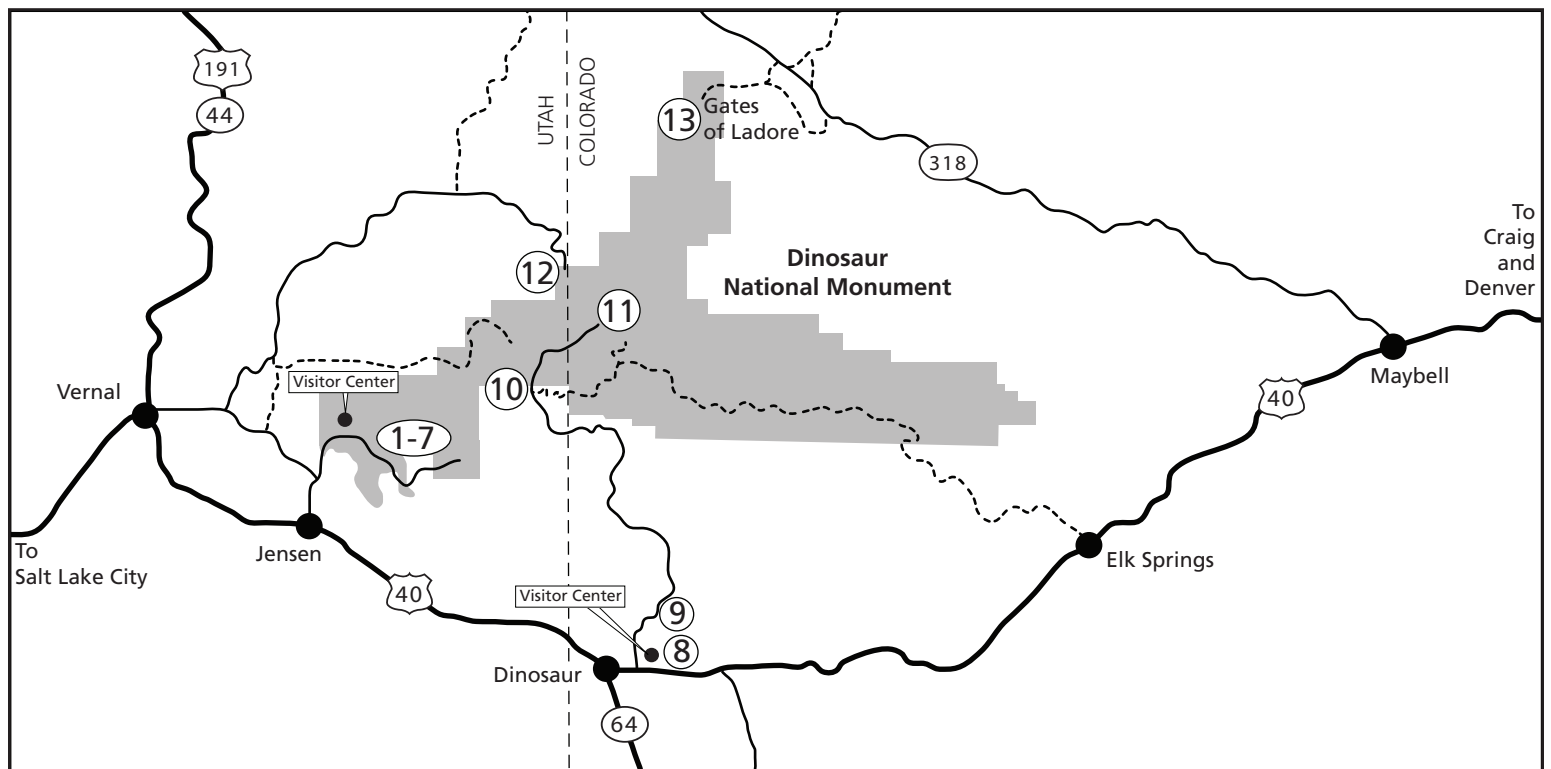 191
44
UTAH
COLORADO
13
Gates
of Ladore
318
To
Craig
and
Denver
12
Dinosaur
National Monument
11
Visitor Center
10
Vernal
1-7
Maybell
40
To
Salt Lake City
Jensen
Elk Springs
40
Visitor Center
9
8
Dinosaur
64